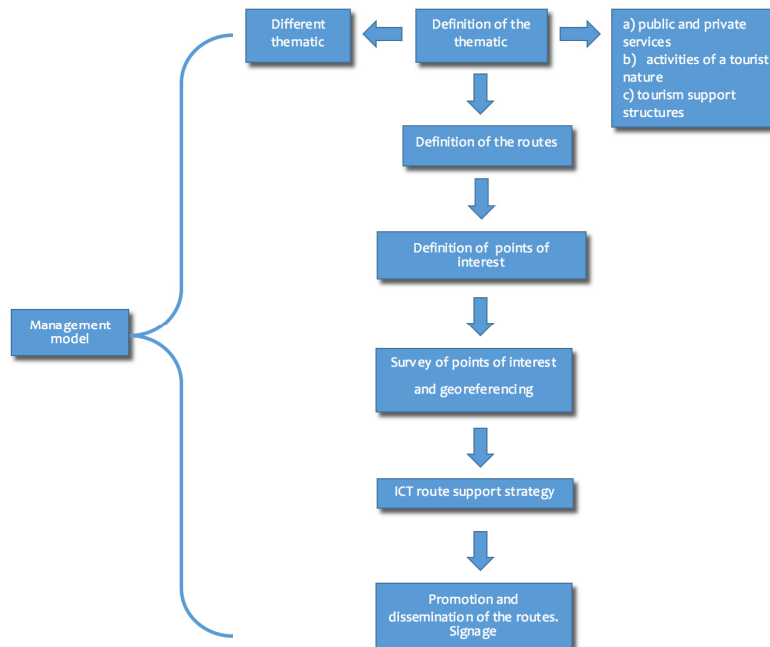 Different
thematic
Definition of the
thematic
a) public and private
services
b) activities of a tourist
nature
c) tourism support
structures
Definition of the routes
Definition of points of
interest
Management
model
Survey of points of interest
and georeferencing
ICT route support strategy
Promotion and
dissemination of the routes.
Signage